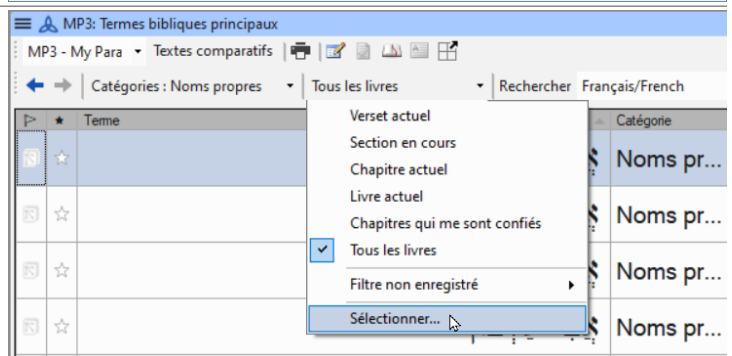 MP3: Termes bibliques principaux
MP3 - My Para Textes comparatifs
Catégories : Noms propres Tous les livres Rechercher Français/French
Terme Catégorie
Verset actuel
Section en cours
Noms pr...
Chapitre actuel
Livre actuel
Noms pr...
Chapitres qui me sont confiés
Tous les livres
Noms pr...
Filtre non enregistré
Sélectionner...
Noms pr...